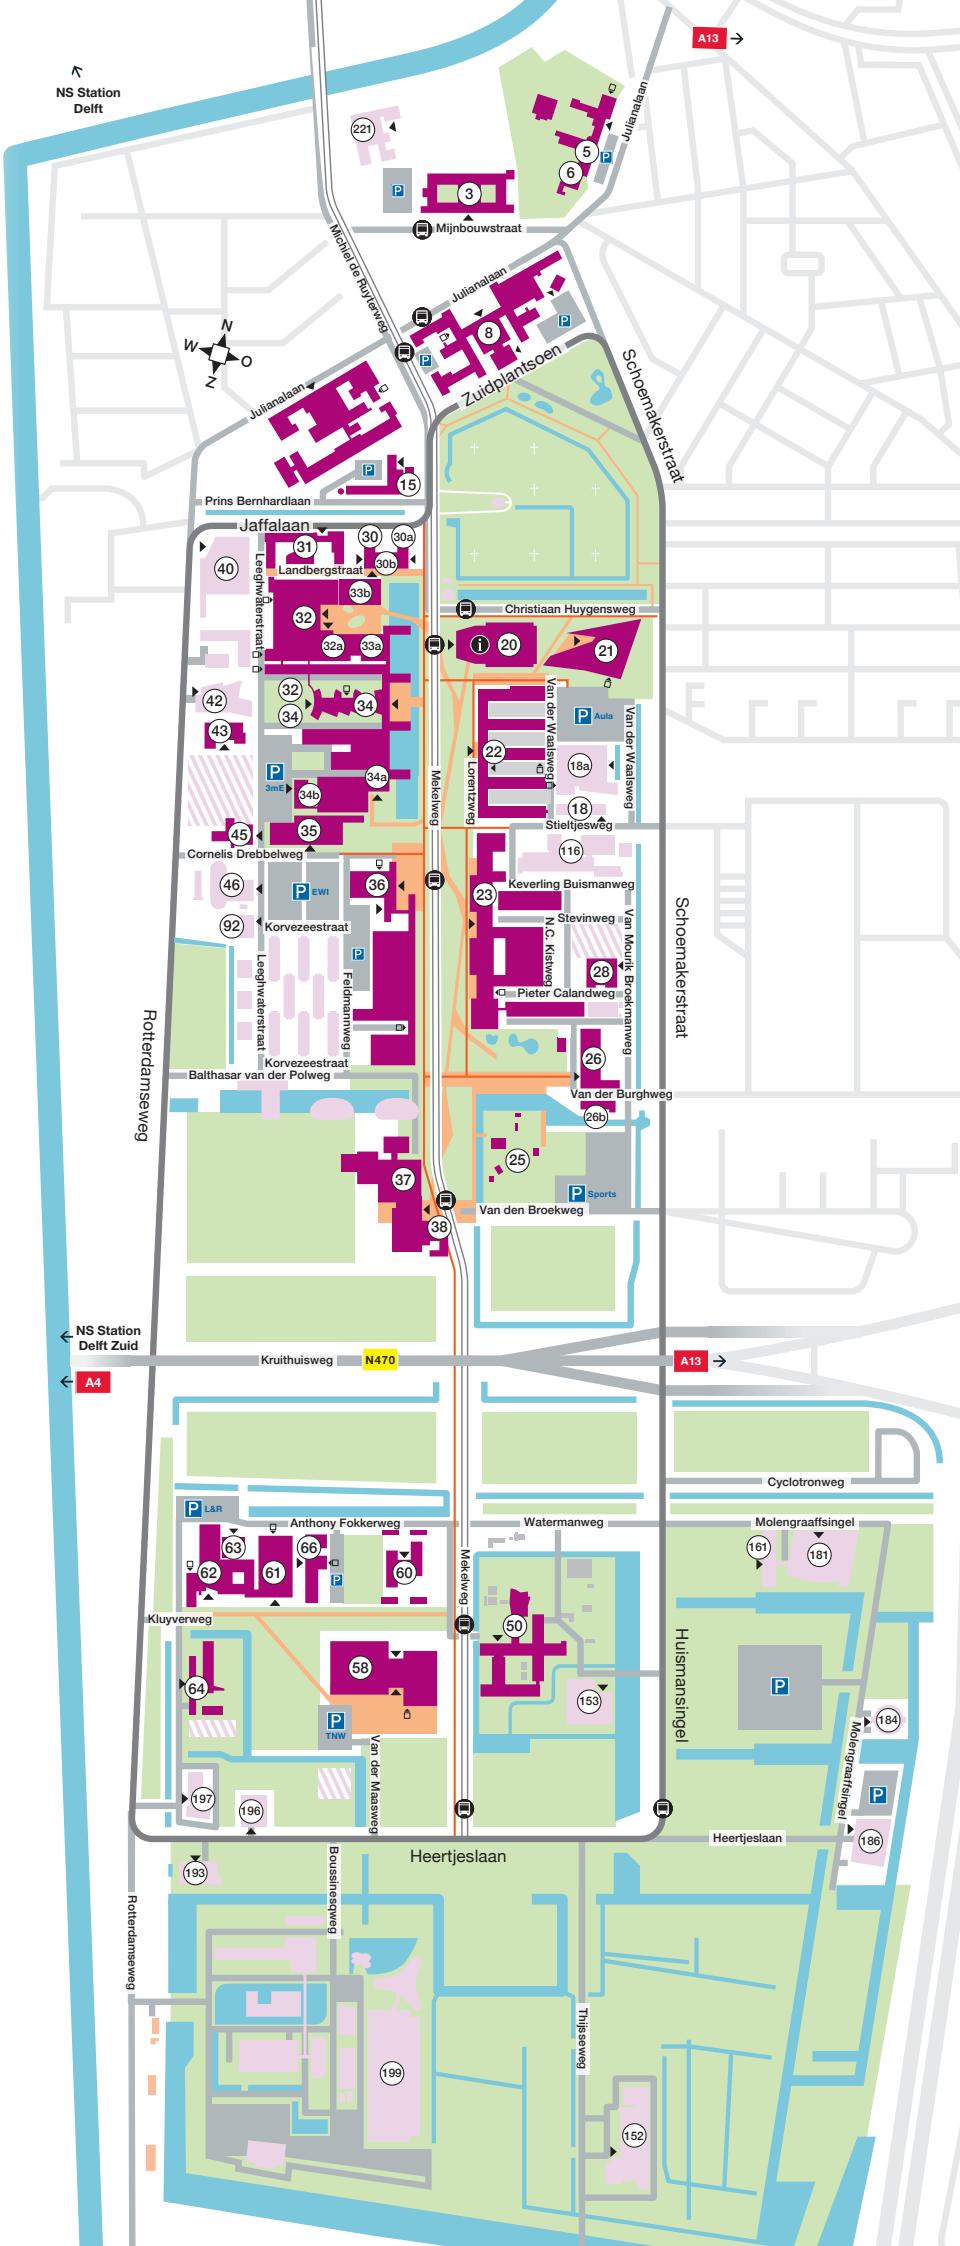 A13
NS Station
Delft
221
Julianalaan
5
P
6
P
3
Mijnbouwstraat
Michiel de Ruyterweg
Julianalaan
8
P
P
N
W
O
Z
Zuidplantsoen
Schoemakerstraat
Julianalaan
P
15
Prins Bernhardlaan
Jaffalaan
30
30a
31
30b
40
Landbergstraat
Leeghwaterstraat
33b
32
Christiaan Huygensweg
32a
33a
i
20
21
32
34
34
42
43
Van der Waalsweg
P Aula
Van der Waalsweg
22
18a
P
3mE
34a
34b
Mekelweg
Lorentzweg
18
45
35
Stieltjesweg
Cornelis Drebbelweg
116
46
P EWI
36
23
Keverling Buismanweg
92
Korvezeestraat
Stevinweg
N.C. Kistweg
Van Mourik Broekmanweg
Schoemakerstraat
P
28
Leeghwaterstraat
Feldmannweg
Pieter Calandweg
Rotterdamseweg
26
Korvezeestraat
Balthasar van der Polweg
Van der Burghweg
26b
25
37
P Sports
38
Van den Broekweg
NS Station
Delft Zuid
Kruithuisweg
N470
A13
A4
Cyclotronweg
P L&R
Anthony Fokkerweg
Watermanweg
Molengraaffsingel
63
66
161
181
62
61
P
60
Mekelweg
Kluyverweg
50
Huismansingel
58
64
P
153
P
TNW
184
Van der Maasweg
Molengraaffsingel
197
196
P
186
Heertjeslaan
Heertjeslaan
193
Boussinesqweg
Rotterdamseweg
Thijsseweg
199
152